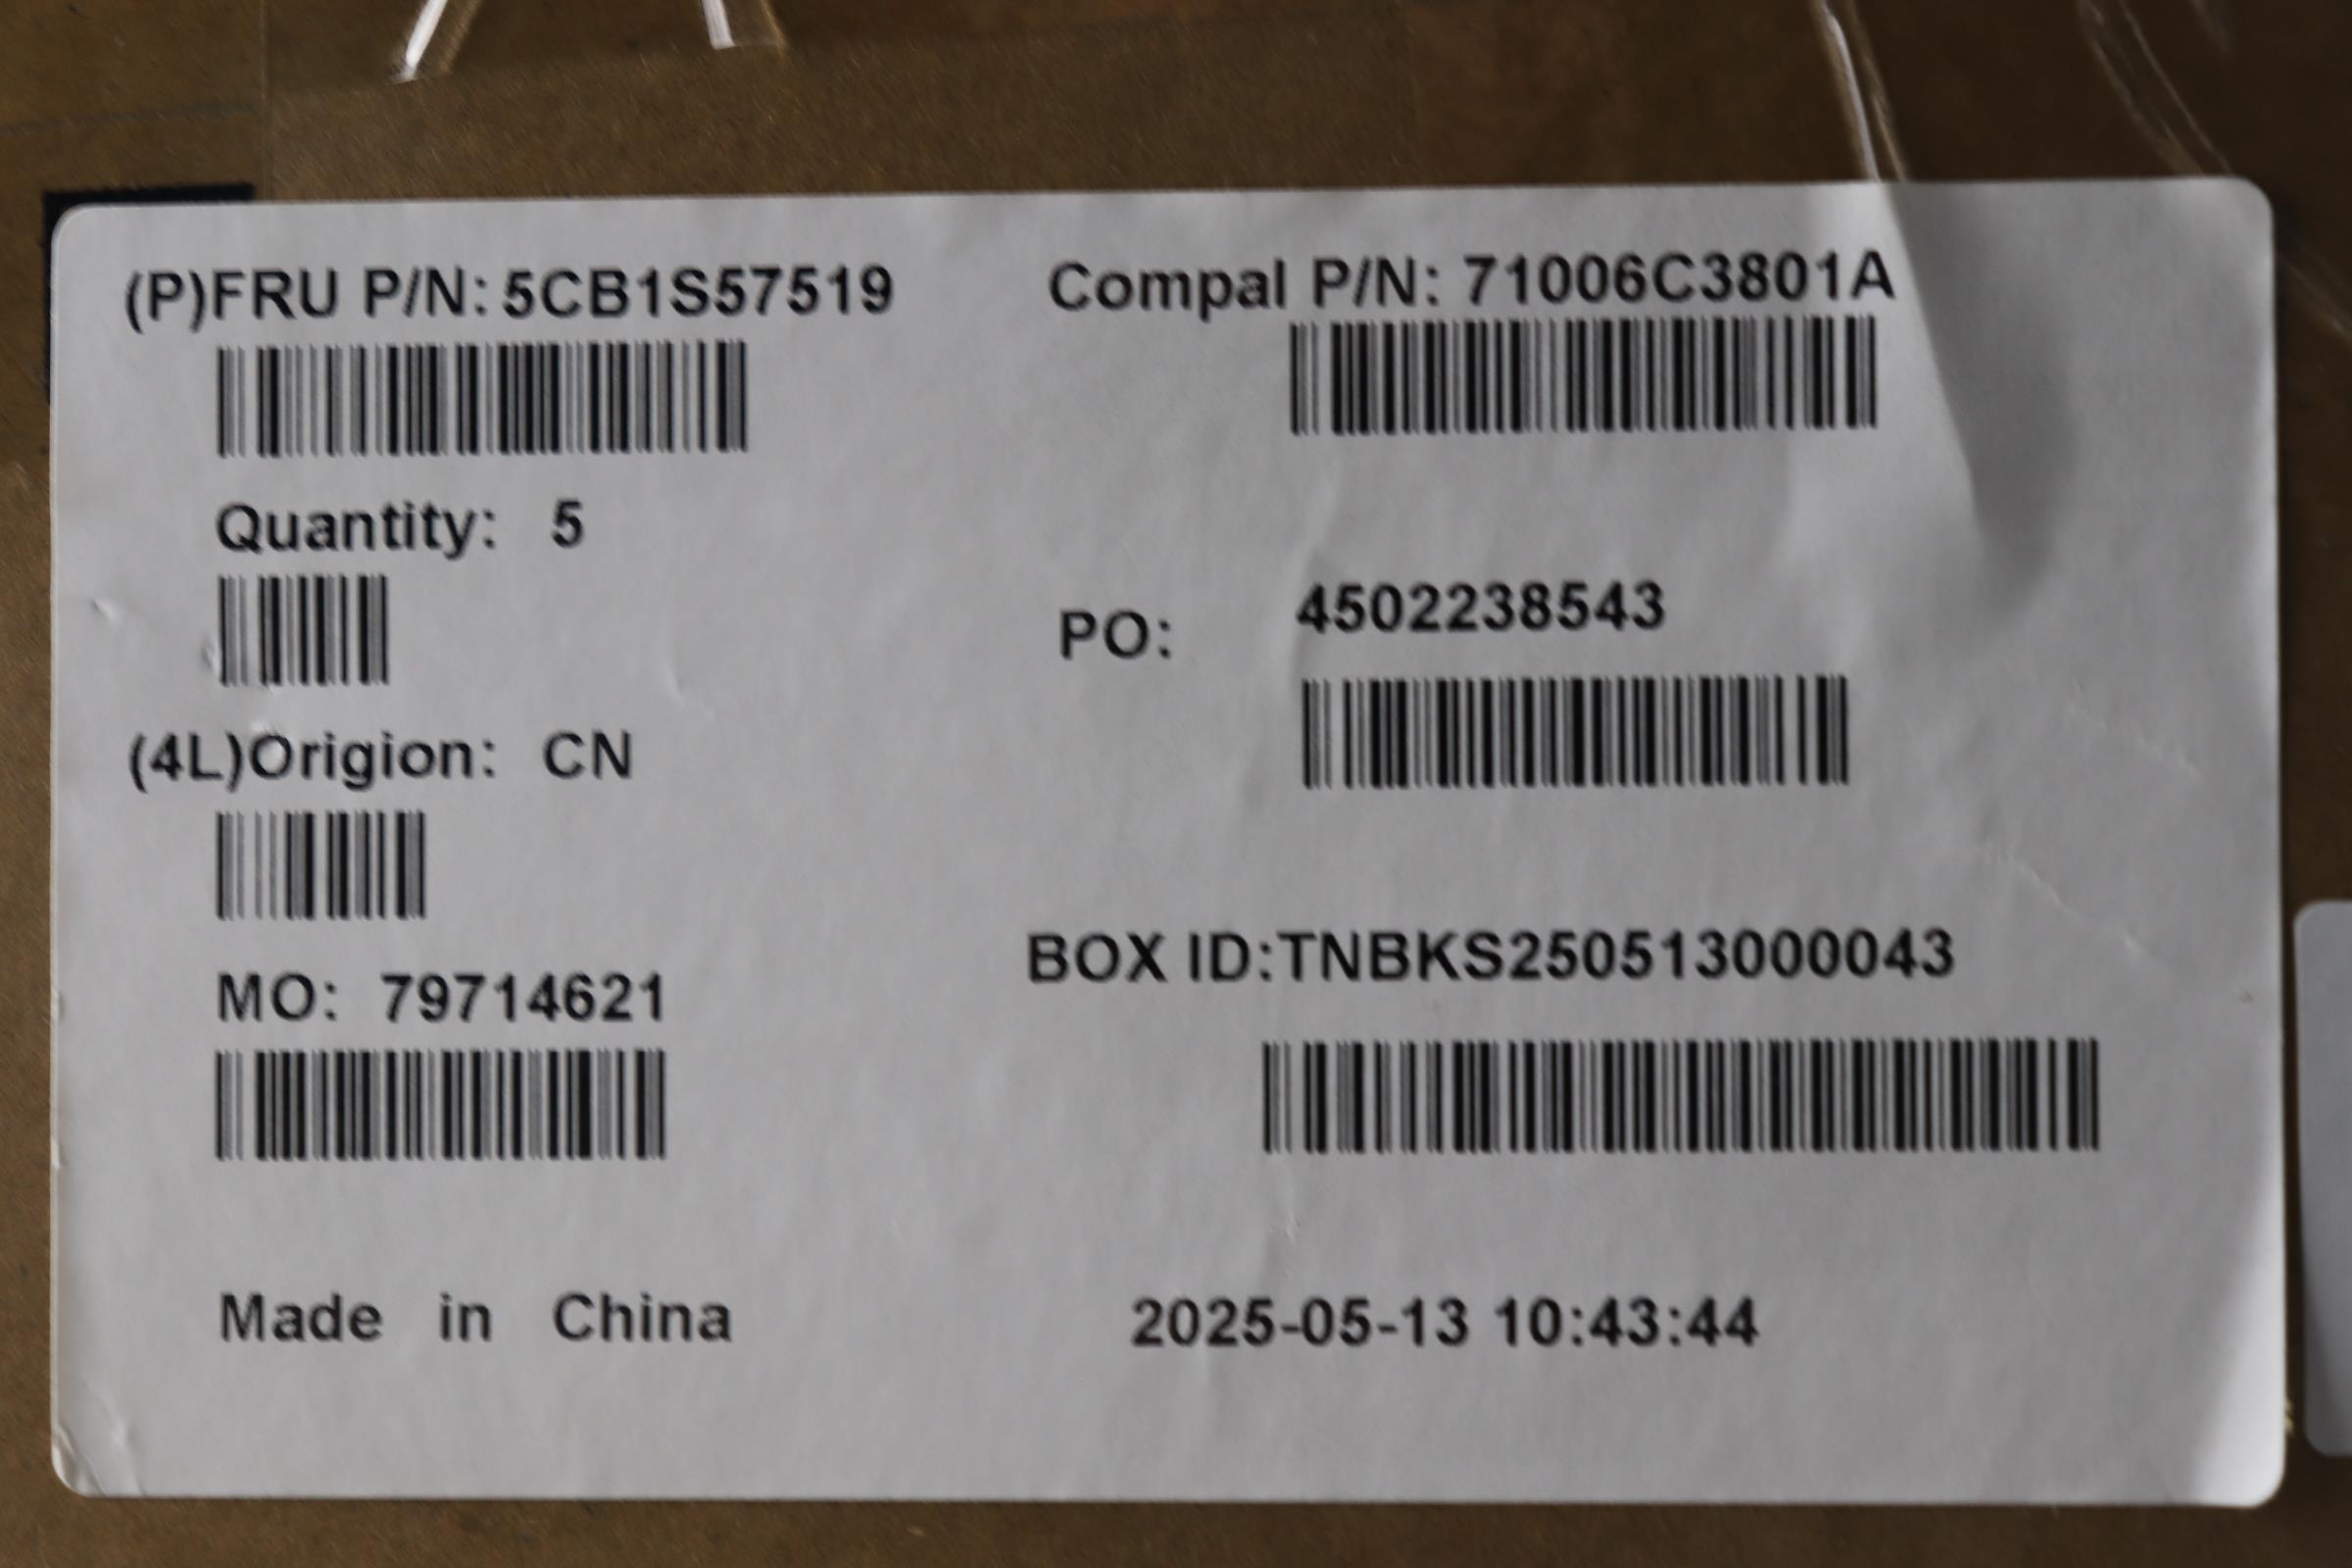 (P)FRU P/N: 5CB1S57519
Compal P/N: 71006C3801A
Quantity: 5
PO: 4502238543
(4L)Origion: CN
BOX ID:TNBKS250513000043
MO: 79714621
Made in China
2025-05-13 10:43:44